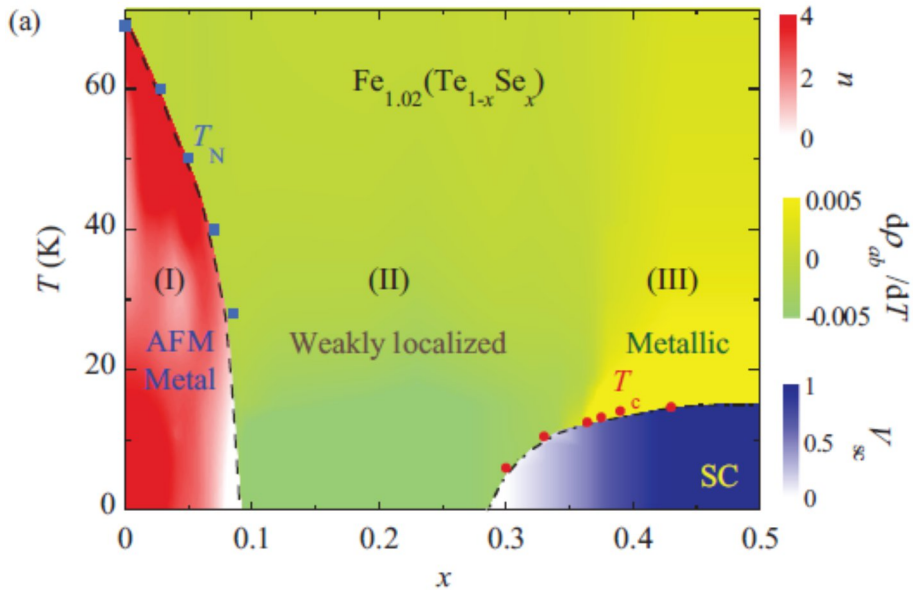 (a)
Fe1.02(Te1-xSex)
TN
(I)
AFM
Metal
(II)
Weakly localized
(III)
Metallic
Tc
SC
T (K)
60
40
20
0
0 0.1 0.2 0.3 0.4 0.5
x
4
2
0
n
0.005
0
-0.005
dρab/dT
1
0.5
0
Vsc